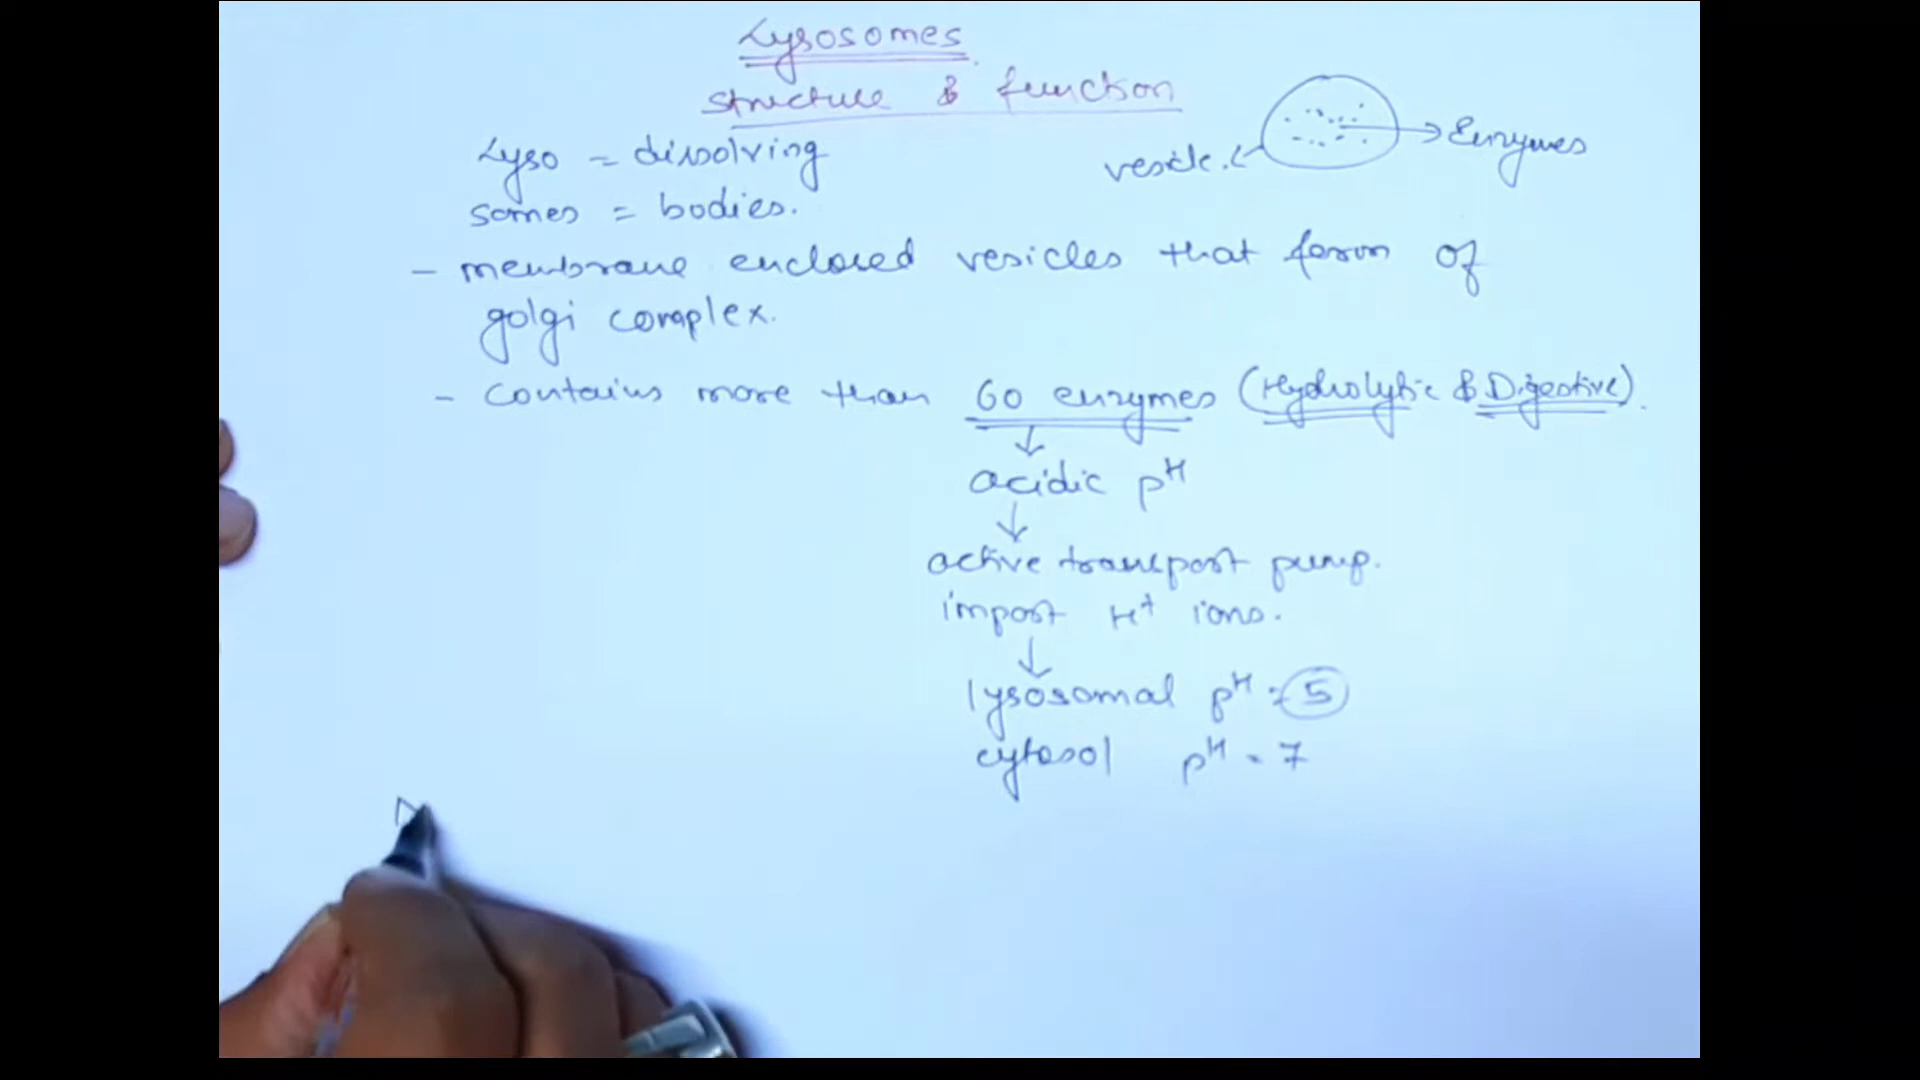 Lysosomes.
structure & function
Lyso = dissolving
somes = bodies.
vesicle.
Enzymes
- membrane enclosed vesicles that form of
golgi complex.
- contains more than 60 enzymes (Hydrolytic & Digestive).
acidic pH
active transport pump.
import H+ ions.
lysosomal pH = 5
cytosol pH = 7